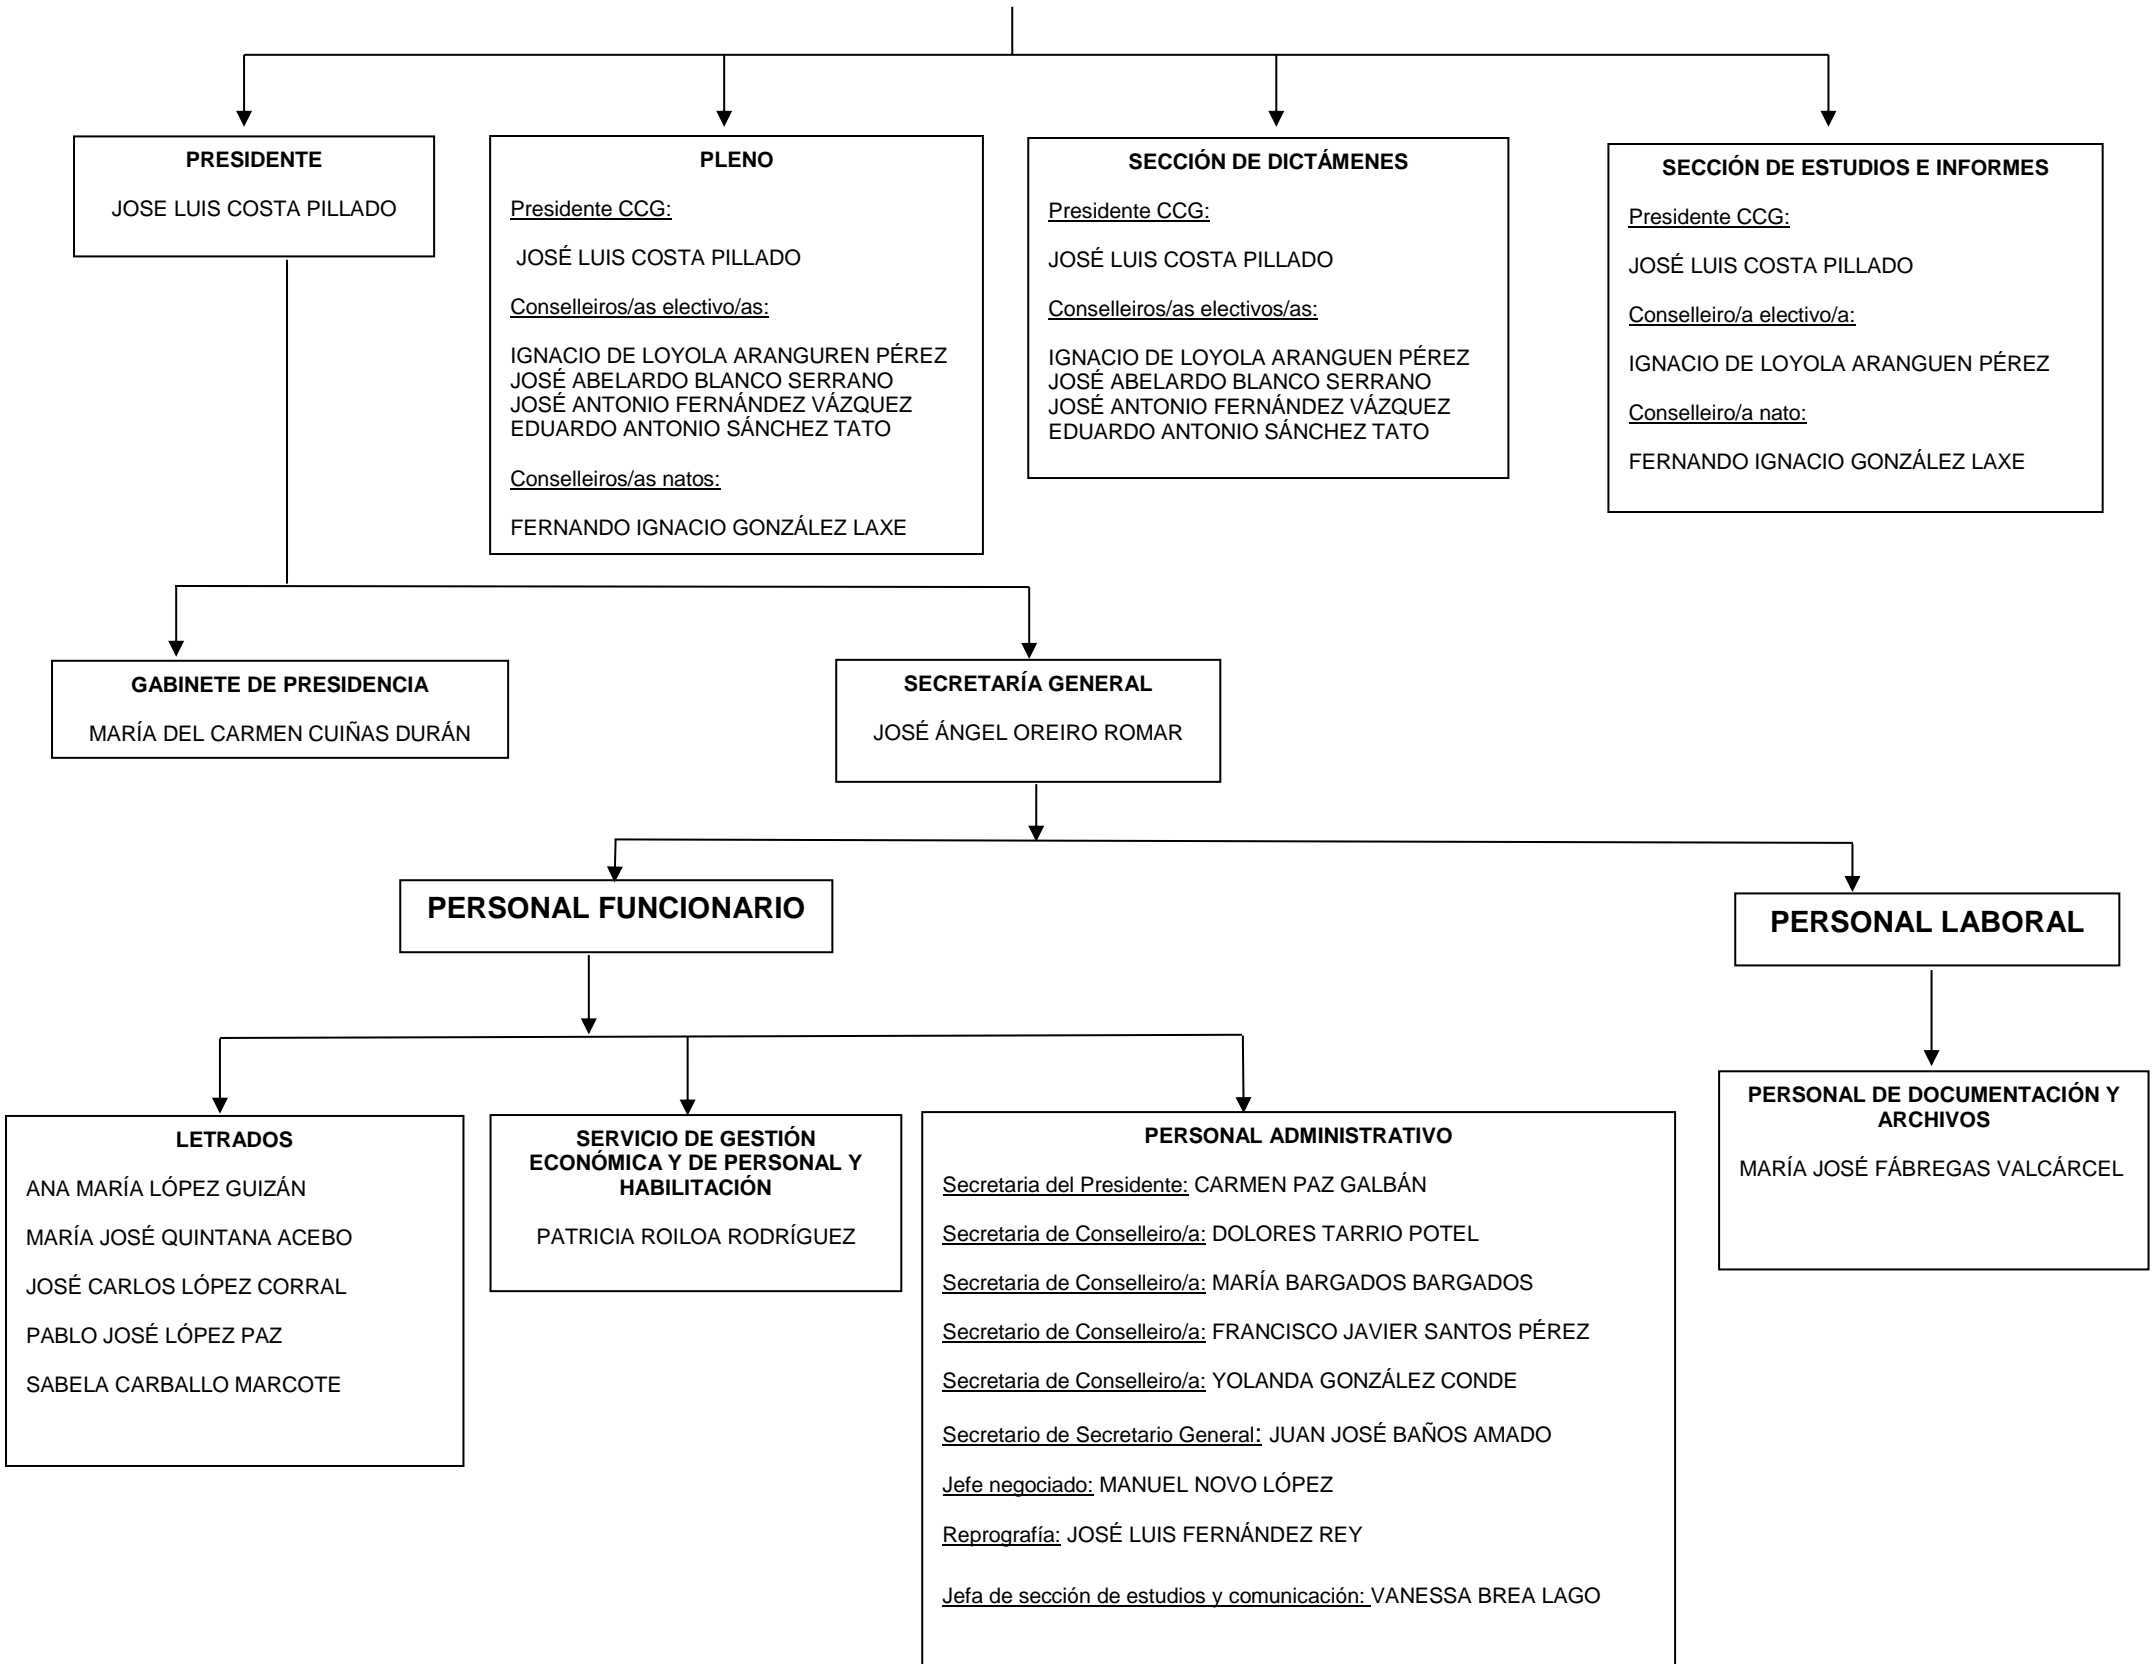 PRESIDENTE
JOSE LUIS COSTA PILLADO
PLENO
Presidente CCG:
JOSÉ LUIS COSTA PILLADO
Conselleiros/as electivo/as:
IGNACIO DE LOYOLA ARANGUREN PÉREZ
JOSÉ ABELARDO BLANCO SERRANO
JOSÉ ANTONIO FERNÁNDEZ VÁZQUEZ
EDUARDO ANTONIO SÁNCHEZ TATO
Conselleiros/as natos:
FERNANDO IGNACIO GONZÁLEZ LAXE
SECCIÓN DE DICTÁMENES
Presidente CCG:
JOSÉ LUIS COSTA PILLADO
Conselleiros/as electivos/as:
IGNACIO DE LOYOLA ARANGUEN PÉREZ
JOSÉ ABELARDO BLANCO SERRANO
JOSÉ ANTONIO FERNÁNDEZ VÁZQUEZ
EDUARDO ANTONIO SÁNCHEZ TATO
SECCIÓN DE ESTUDIOS E INFORMES
Presidente CCG:
JOSÉ LUIS COSTA PILLADO
Conselleiro/a electivo/a:
IGNACIO DE LOYOLA ARANGUEN PÉREZ
Conselleiro/a nato:
FERNANDO IGNACIO GONZÁLEZ LAXE
GABINETE DE PRESIDENCIA
MARÍA DEL CARMEN CUIÑAS DURÁN
SECRETARÍA GENERAL
JOSÉ ÁNGEL OREIRO ROMAR
PERSONAL FUNCIONARIO
PERSONAL LABORAL
LETRADOS
ANA MARÍA LÓPEZ GUIZÁN
MARÍA JOSÉ QUINTANA ACEBO
JOSÉ CARLOS LÓPEZ CORRAL
PABLO JOSÉ LÓPEZ PAZ
SABELA CARBALLO MARCOTE
SERVICIO DE GESTIÓN
ECONÓMICA Y DE PERSONAL Y
HABILITACIÓN
PATRICIA ROILOA RODRÍGUEZ
PERSONAL ADMINISTRATIVO
Secretaria del Presidente: CARMEN PAZ GALBÁN
Secretaria de Conselleiro/a: DOLORES TARRIO POTEL
Secretaria de Conselleiro/a: MARÍA BARGADOS BARGADOS
Secretario de Conselleiro/a: FRANCISCO JAVIER SANTOS PÉREZ
Secretaria de Conselleiro/a: YOLANDA GONZÁLEZ CONDE
Secretario de Secretario General: JUAN JOSÉ BAÑOS AMADO
Jefe negociado: MANUEL NOVO LÓPEZ
Reprografía: JOSÉ LUIS FERNÁNDEZ REY
Jefa de sección de estudios y comunicación: VANESSA BREA LAGO
PERSONAL DE DOCUMENTACIÓN Y
ARCHIVOS
MARÍA JOSÉ FÁBREGAS VALCÁRCEL